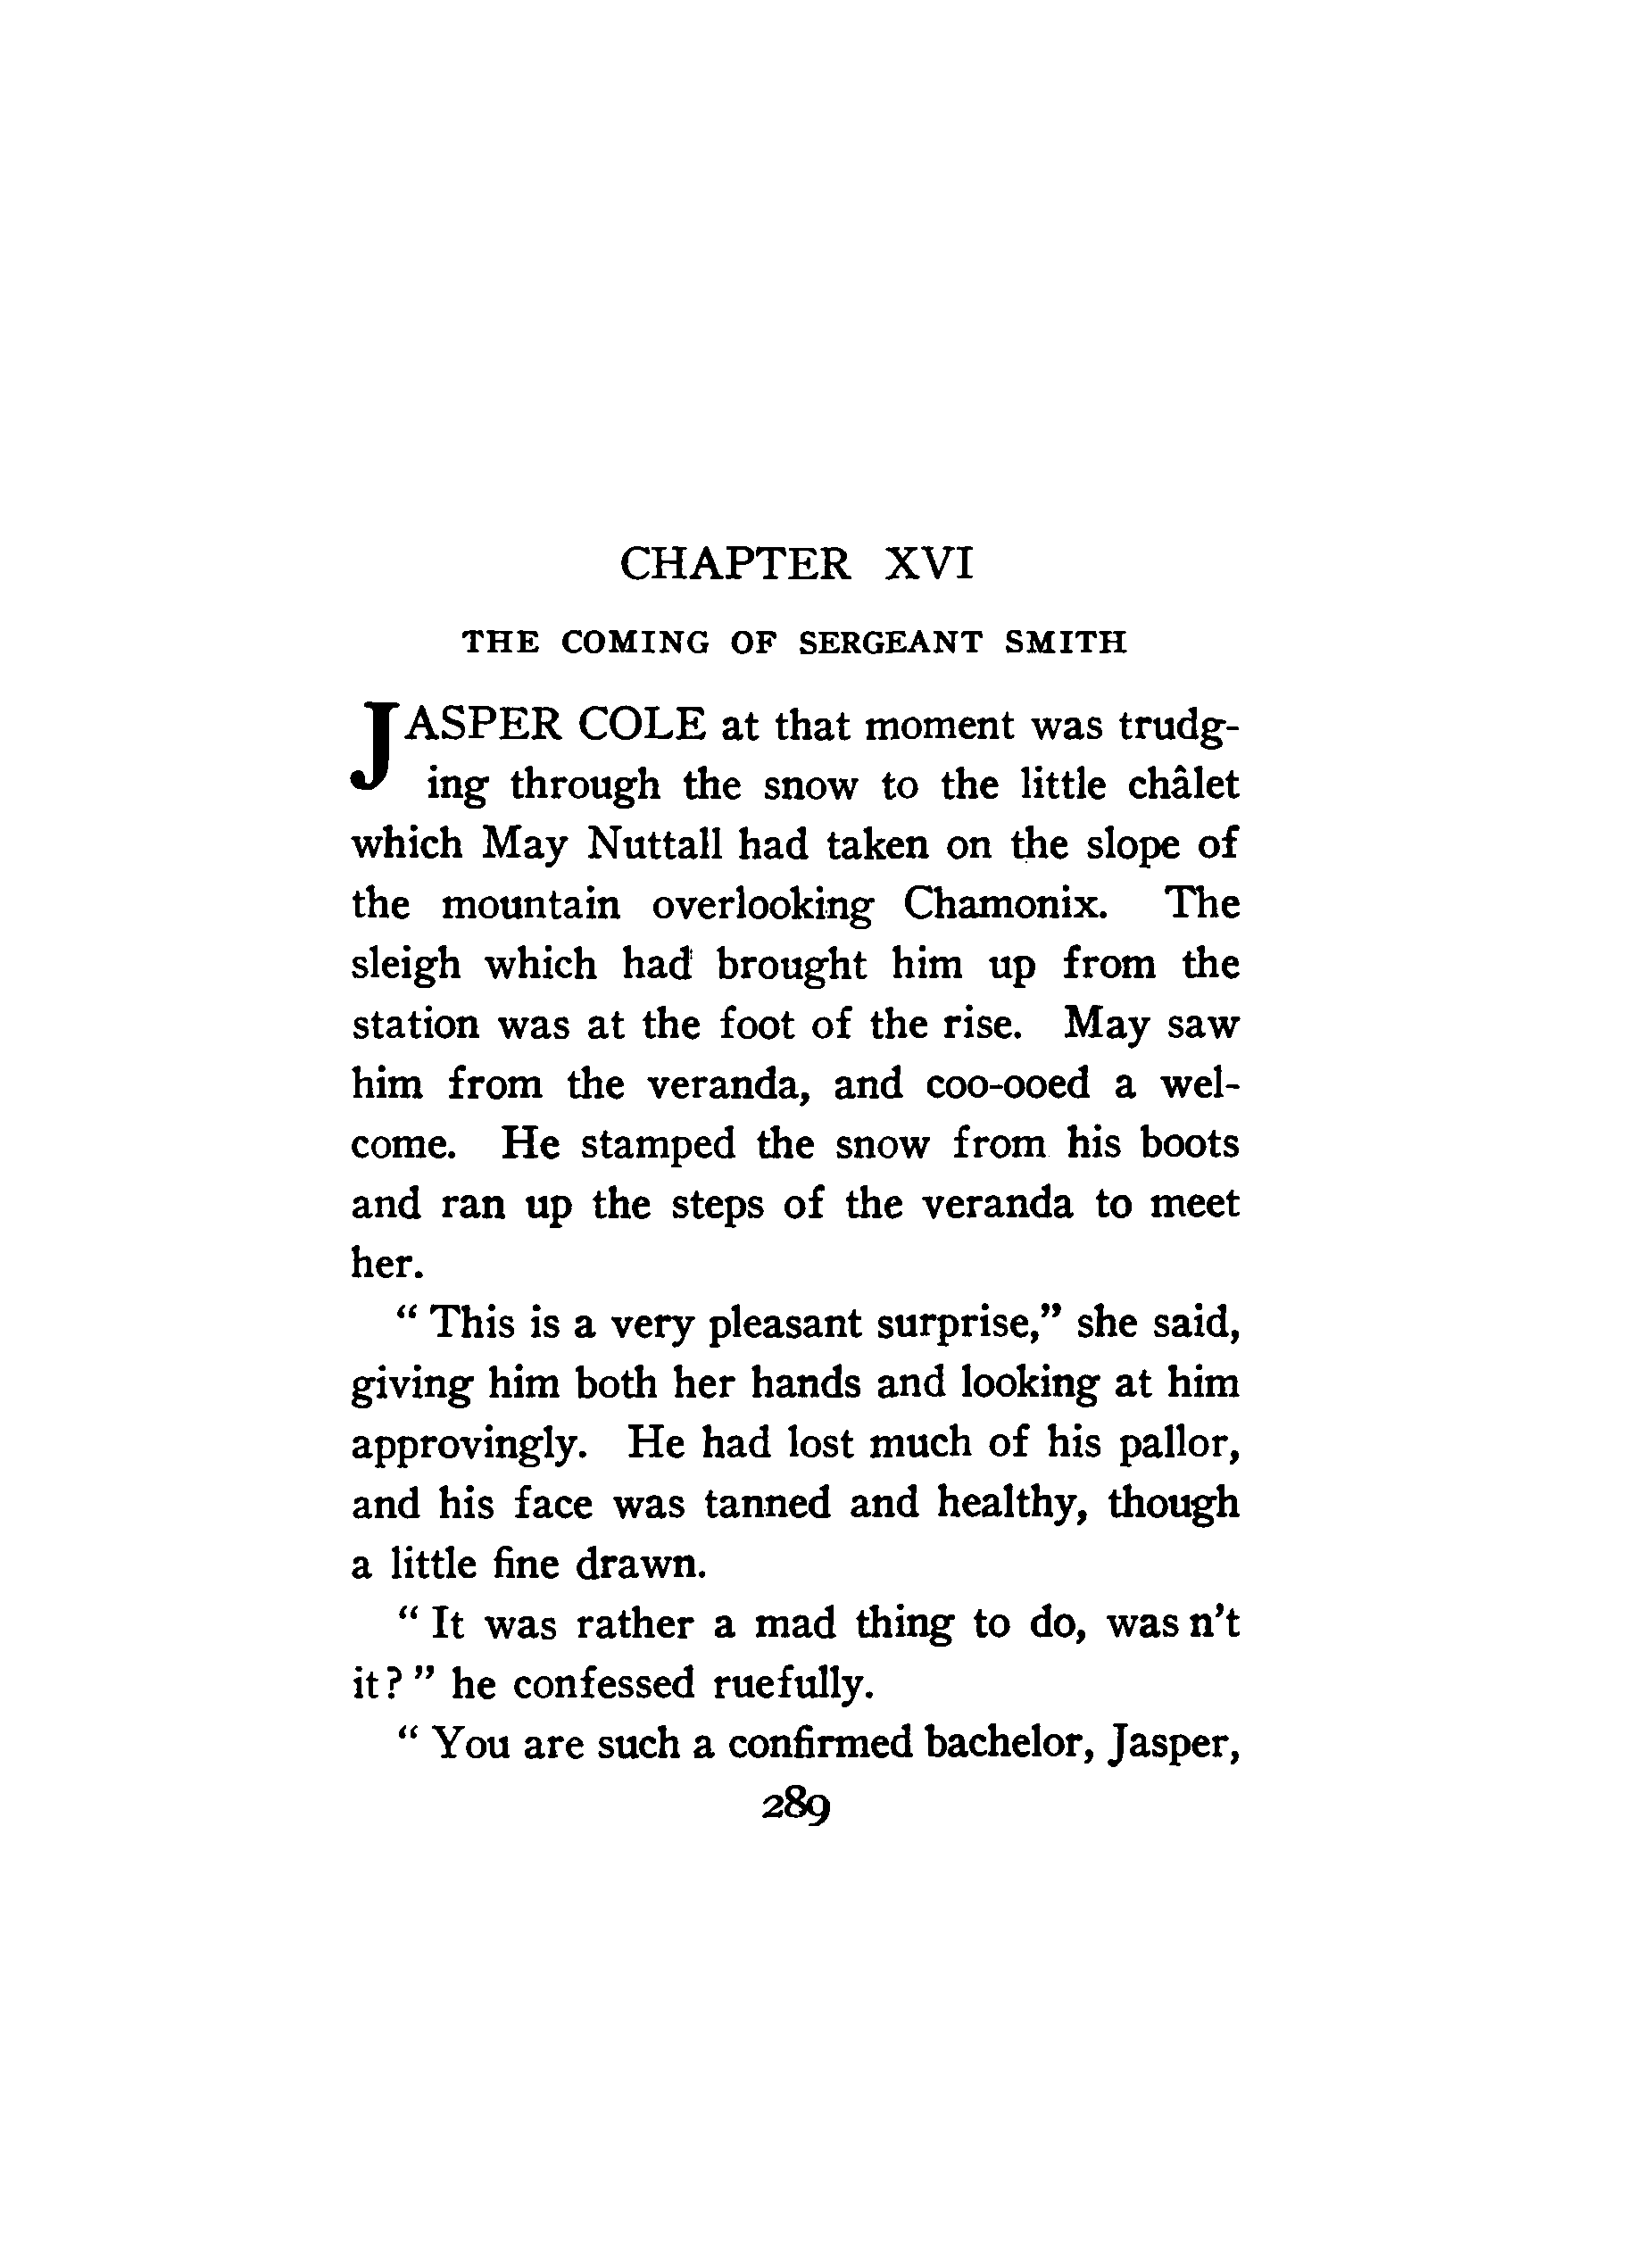 CHAPTER XVI
THE COMING OF SERGEANT SMITH
JASPER COLE at that moment was trudg-
ing through the snow to the little châlet
which May Nuttall had taken on the slope of
the mountain overlooking Chamonix. The
sleigh which had brought him up from the
station was at the foot of the rise. May saw
him from the veranda, and coo-ooed a wel-
come. He stamped the snow from his boots
and ran up the steps of the veranda to meet
her.
“ This is a very pleasant surprise,” she said,
giving him both her hands and looking at him
approvingly. He had lost much of his pallor,
and his face was tanned and healthy, though
a little fine drawn.
“ It was rather a mad thing to do, was n’t
it? ” he confessed ruefully.
“ You are such a confirmed bachelor, Jasper,
289